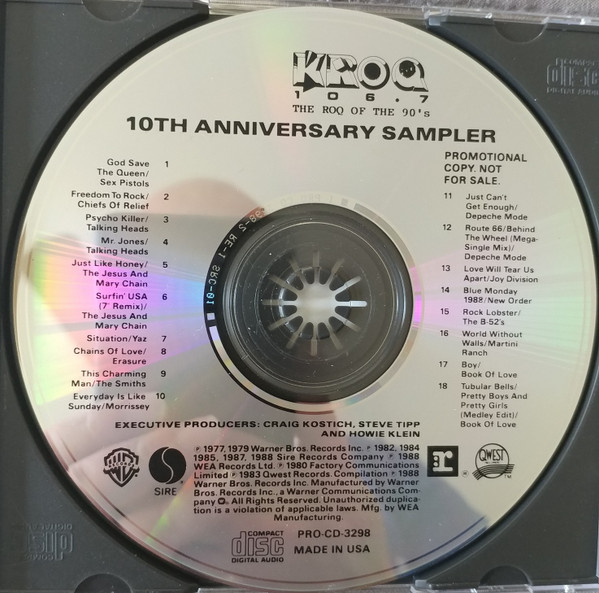 KROQ
106.7
THE ROQ OF THE 90's
10TH ANNIVERSARY SAMPLER
God Save 1
The Queen/
Sex Pistols
Freedom To Rock/ 2
Chiefs Of Relief
Psycho Killer/ 3
Talking Heads
Mr. Jones/ 4
Talking Heads
Just Like Honey/ 5
The Jesus And
Mary Chain
Surfin' USA 6
(7" Remix)/
The Jesus And
Mary Chain
Situation/Yaz 7
Chains Of Love/ 8
Erasure
This Charming 9
Man/The Smiths
Everyday Is Like 10
Sunday/Morrissey
PROMOTIONAL
COPY. NOT
FOR SALE.
11 Just Can't
Get Enough/
Depeche Mode
12 Route 66/Behind
The Wheel (Mega-
Single Mix)/
Depeche Mode
13 Love Will Tear Us
Apart/Joy Division
14 Blue Monday
1988/New Order
15 Rock Lobster/
The B-52's
16 World Without
Walls/Martini
Ranch
17 Boy/
Book Of Love
18 Tubular Bells/
Pretty Boys And
Pretty Girls
(Medley Edit)/
Book Of Love
EXECUTIVE PRODUCERS: CRAIG KOSTICH, STEVE TIPP
AND HOWIE KLEIN
℗ 1977, 1979 Warner Bros. Records Inc. ℗ 1982, 1984
1985, 1987, 1988 Sire Records Company ℗ 1988
WEA Records Ltd. ℗ 1980 Factory Communications
Limited ℗ 1983 Qwest Records. Compilation ℗ 1988
Warner Bros. Records Inc. Manufactured by Warner
Bros. Records Inc., a Warner Communications Com-
pany. All Rights Reserved. Unauthorized duplica-
tion is a violation of applicable laws. Mfg. by WEA
Manufacturing.
WB
SIRE
r
®
QWEST
TM
COMPACT
disc
DIGITAL AUDIO
PRO-CD-3298
MADE IN USA
COMPACT
disc
DIGITAL AUDIO